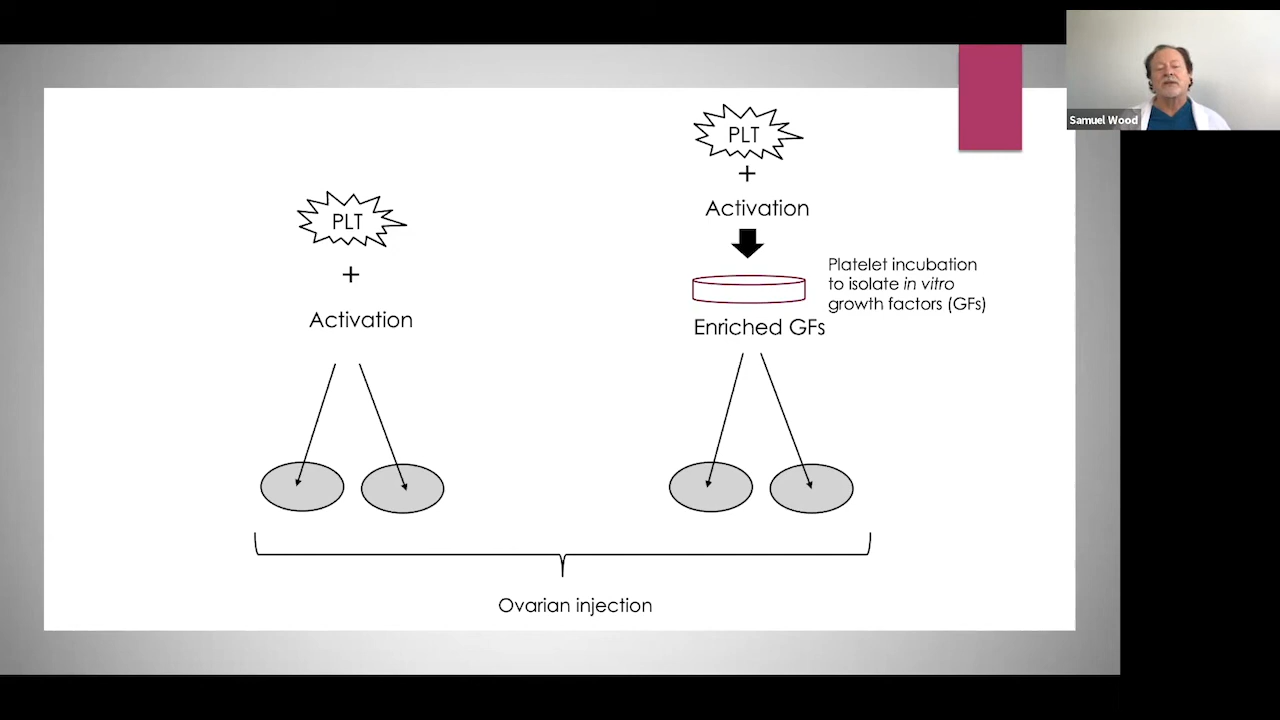 Samuel Wood
PLT
+
Activation
PLT
+
Activation
Platelet incubation
to isolate in vitro
growth factors (GFs)
Enriched GFs
Ovarian injection